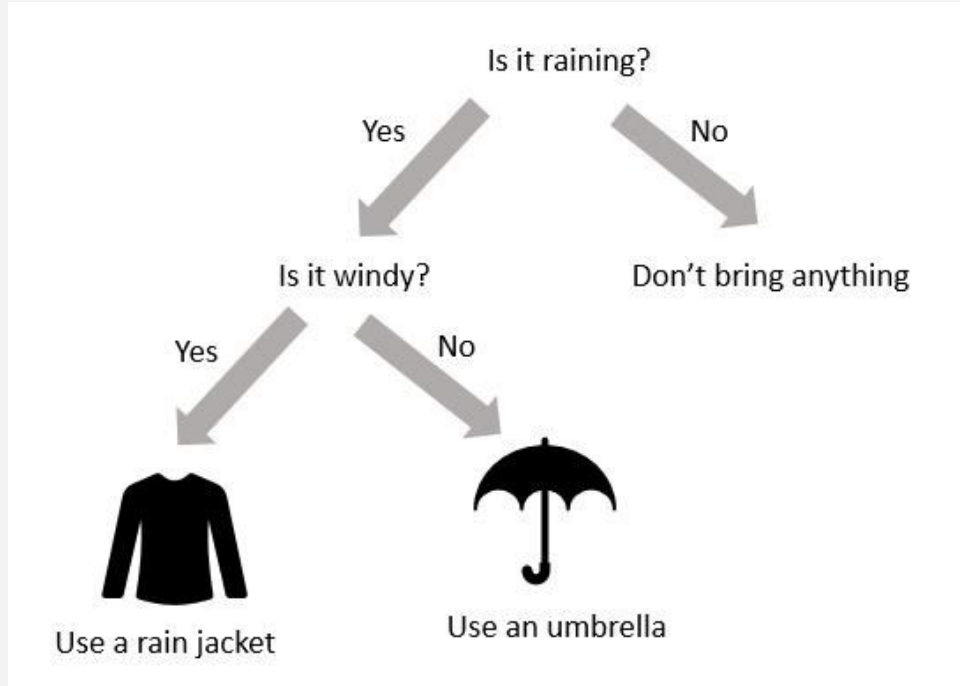 Is it raining?
Yes
No
Is it windy?
Don’t bring anything
Yes
No
Use a rain jacket
Use an umbrella